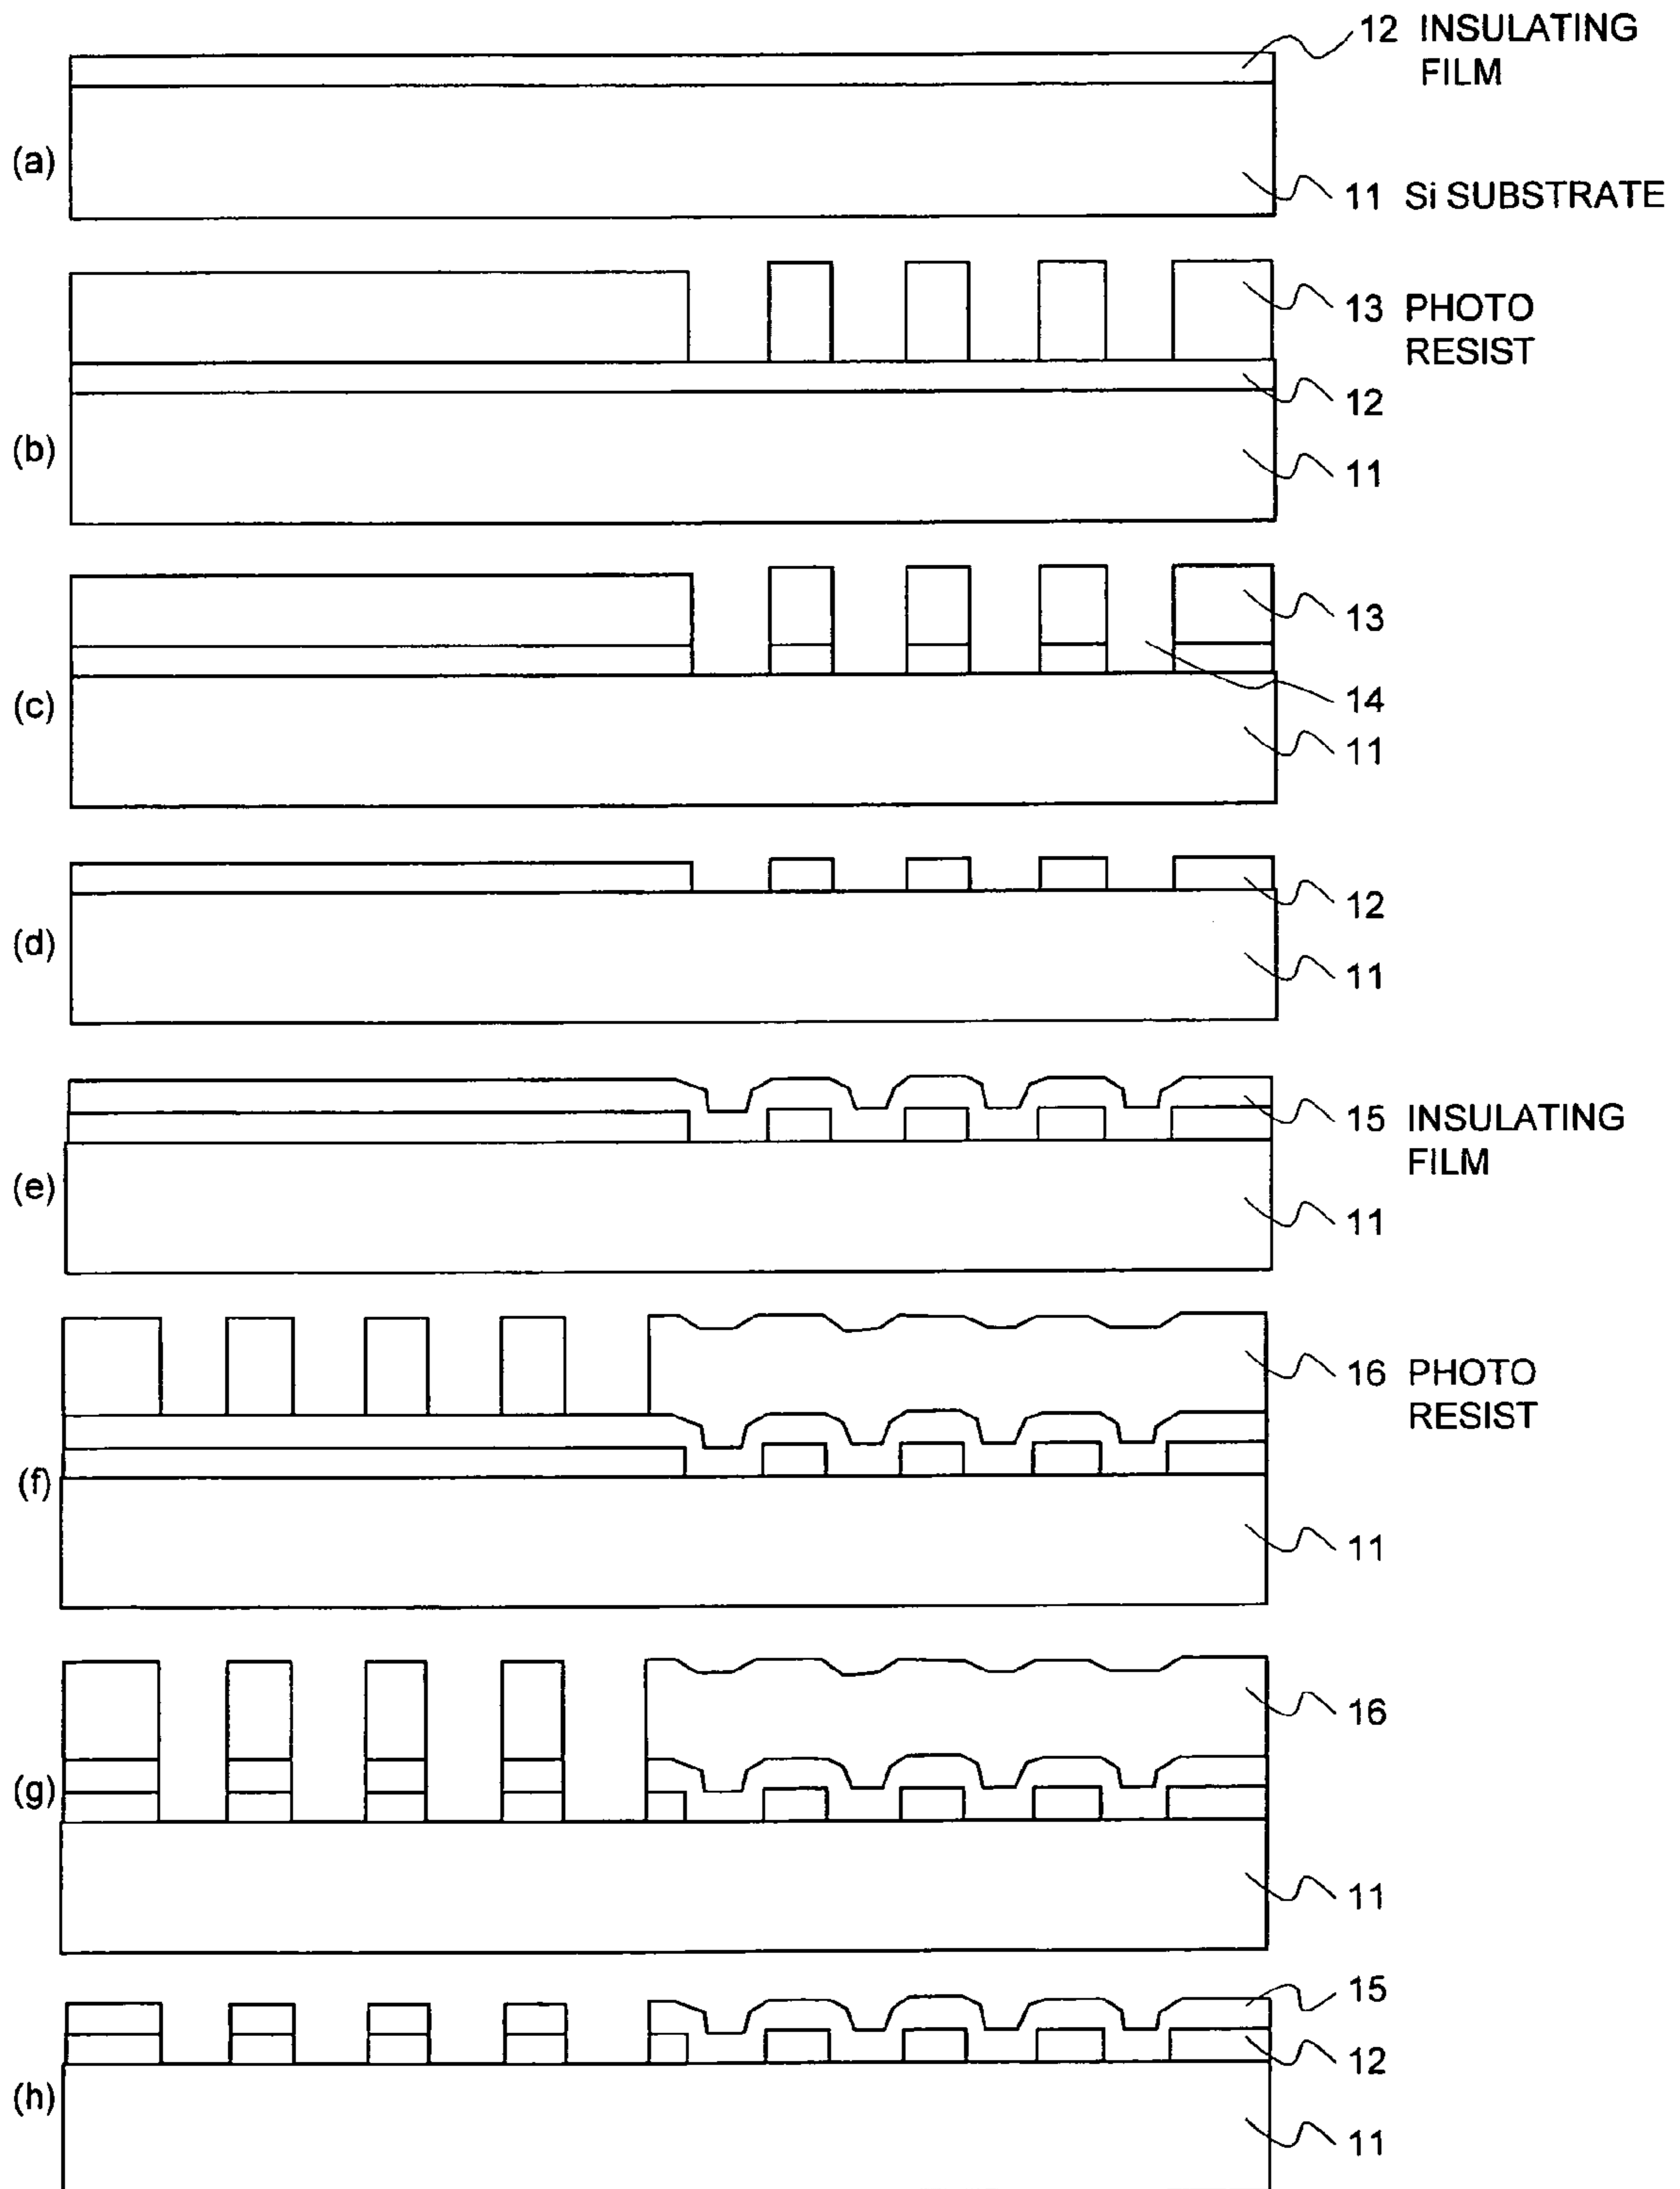 12 INSULATING
FILM
(a)
11 Si SUBSTRATE
13 PHOTO
RESIST
12
(b)
11
13
(c)
14
11
12
(d)
11
15 INSULATING
FILM
(e)
11
16 PHOTO
RESIST
(f)
11
16
(g)
11
15
12
(h)
11